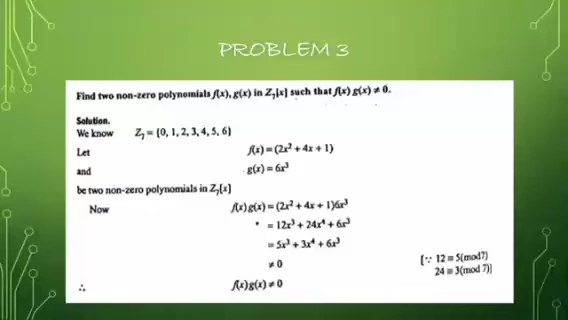 PROBLEM 3
Find two non-zero polynomials f(x), g(x) in Z₇[x] such that f(x) g(x) ≠ 0.
Solution.
We know Z₇ = {0, 1, 2, 3, 4, 5, 6}
Let f(x) = (2x² + 4x + 1)
and g(x) = 6x³
be two non-zero polynomials in Z₇[x]
Now f(x) g(x) = (2x² + 4x + 1)6x³
= 12x⁵ + 24x⁴ + 6x³
= 5x⁵ + 3x⁴ + 6x³
≠ 0 [∵ 12 ≡ 5(mod7)
24 ≡ 3(mod 7)]
∴ f(x) g(x) ≠ 0